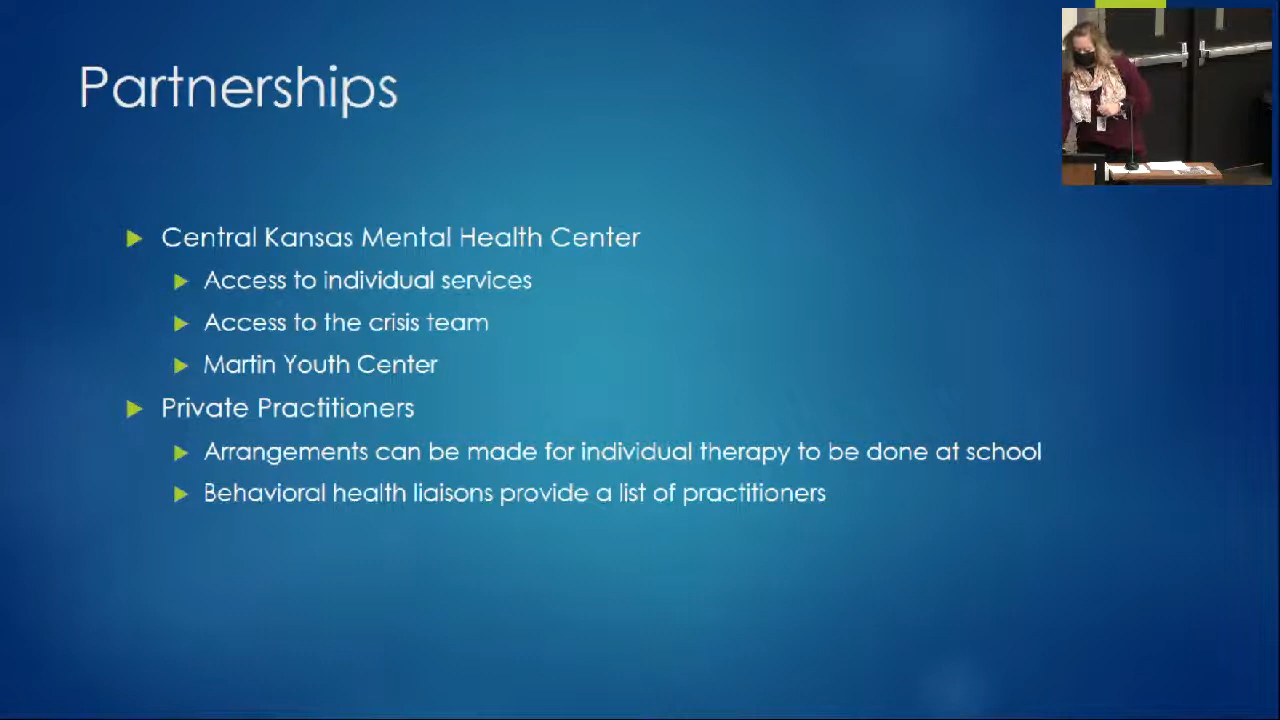 Partnerships
Central Kansas Mental Health Center
Access to individual services
Access to the crisis team
Martin Youth Center
Private Practitioners
Arrangements can be made for individual therapy to be done at school
Behavioral health liaisons provide a list of practitioners